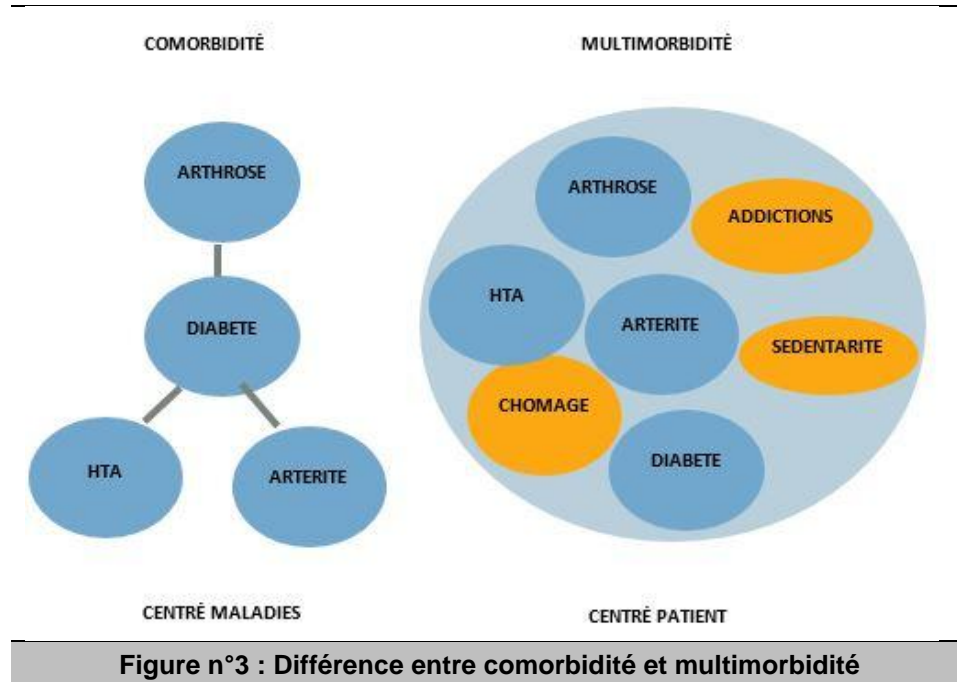 COMORBIDITÉ
ARTHROSE
DIABETE
HTA
ARTERITE
CENTRÉ MALADIES
MULTIMORBIDITÉ
ARTHROSE
ADDICTIONS
HTA
ARTERITE
SEDENTARITE
CHOMAGE
DIABETE
CENTRÉ PATIENT
Figure n°3 : Différence entre comorbidité et multimorbidité